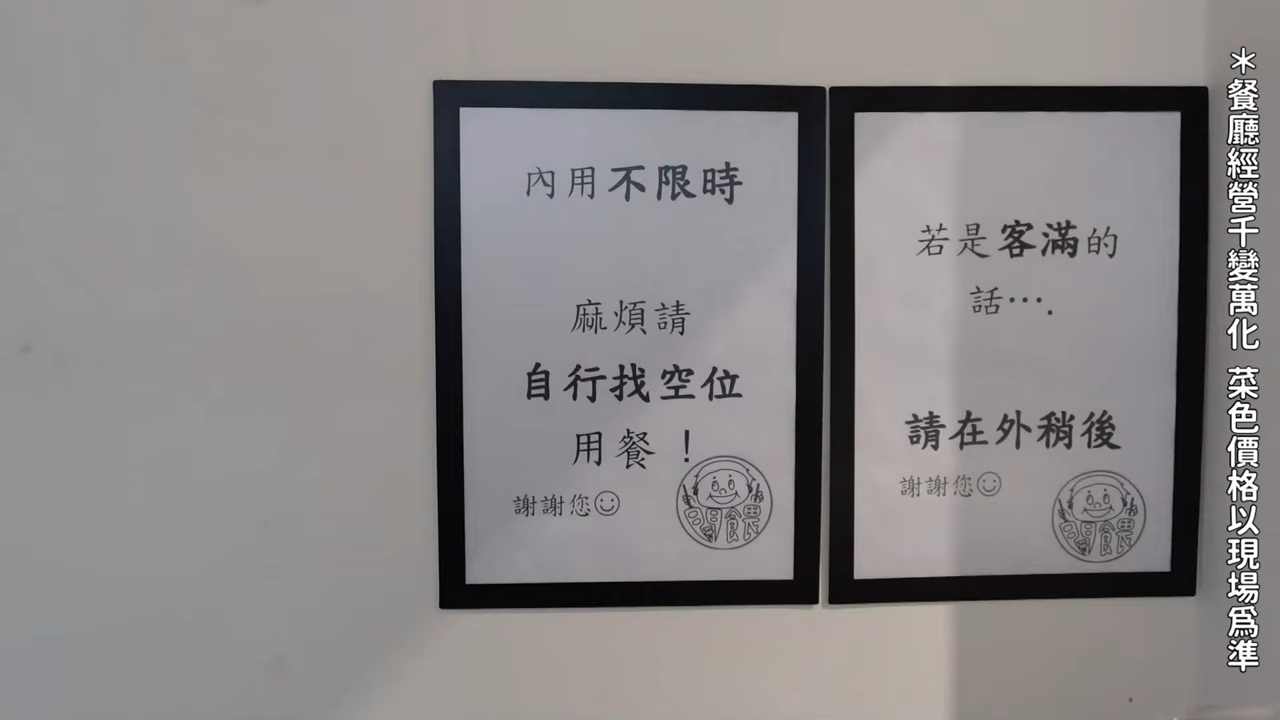 內用不限時
麻煩請
自行找空位
用餐！
謝謝您☺
若是客滿的
話….
請在外稍後
謝謝您☺
＊餐廳經營千變萬化 菜色價格以現場為準